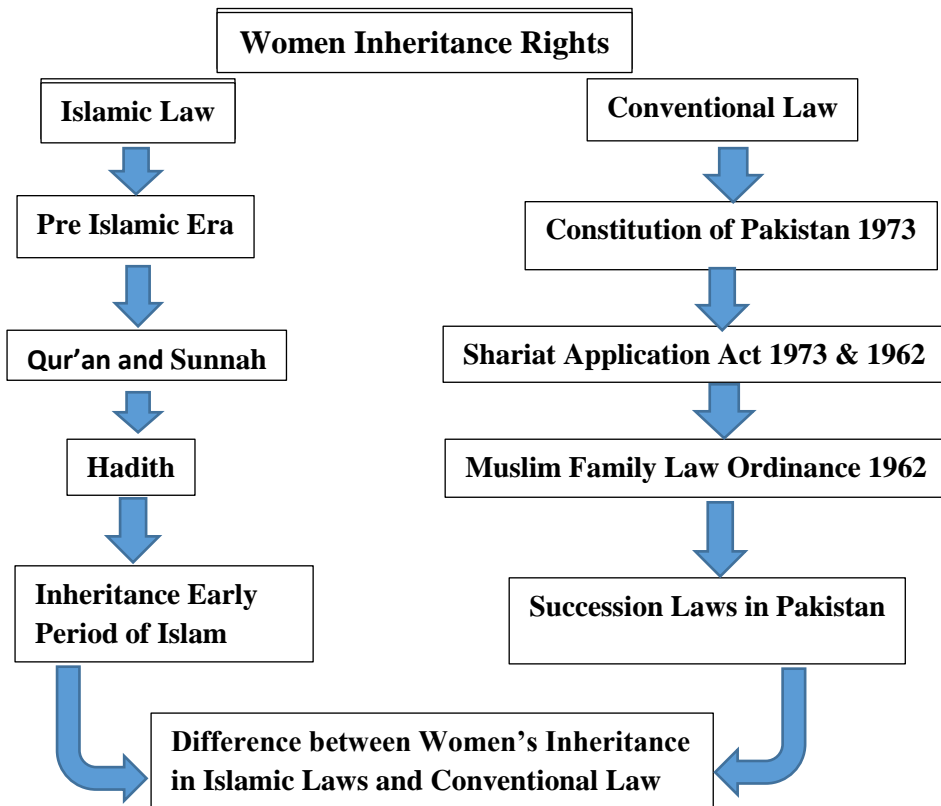 Women Inheritance Rights
Islamic Law
Conventional Law
Pre Islamic Era
Constitution of Pakistan 1973
Qur’an and Sunnah
Shariat Application Act 1973 & 1962
Hadith
Muslim Family Law Ordinance 1962
Inheritance Early
Period of Islam
Succession Laws in Pakistan
Difference between Women’s Inheritance
in Islamic Laws and Conventional Law